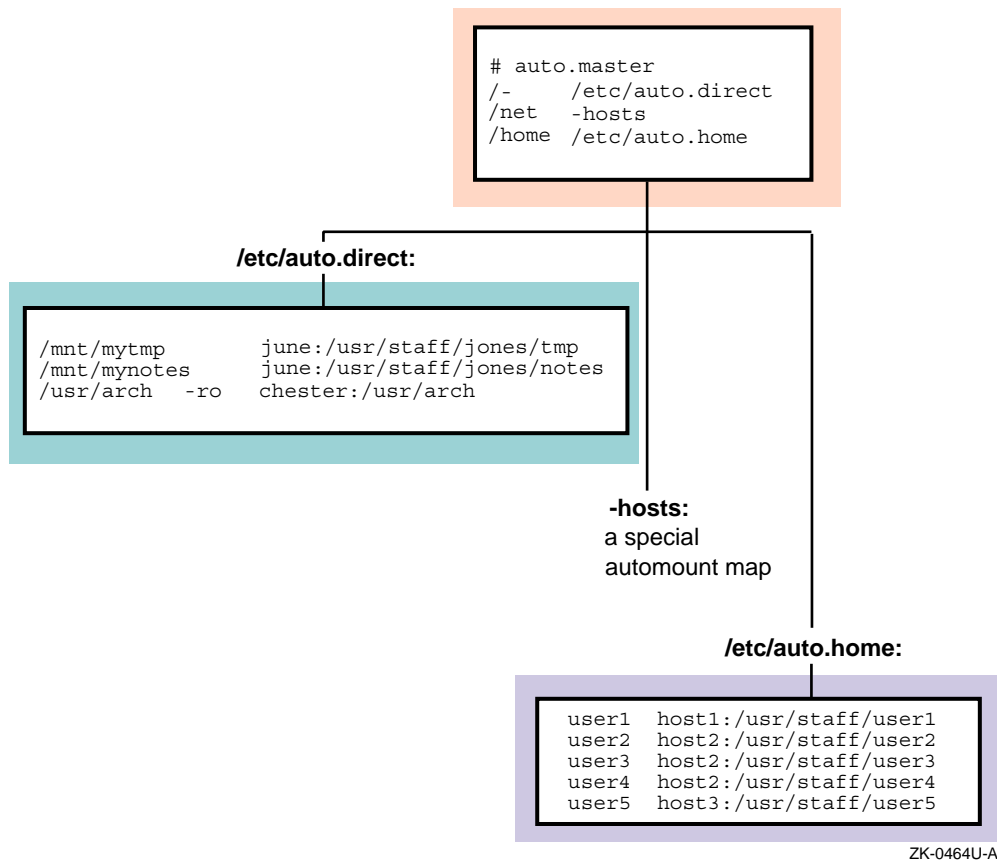 # auto.master
/-     /etc/auto.direct
/net   -hosts
/home  /etc/auto.home
/etc/auto.direct:
/mnt/mytmp        june:/usr/staff/jones/tmp
/mnt/mynotes      june:/usr/staff/jones/notes
/usr/arch   -ro   chester:/usr/arch
-hosts:
a special
automount map
/etc/auto.home:
user1  host1:/usr/staff/user1
user2  host2:/usr/staff/user2
user3  host2:/usr/staff/user3
user4  host2:/usr/staff/user4
user5  host3:/usr/staff/user5
ZK-0464U-A